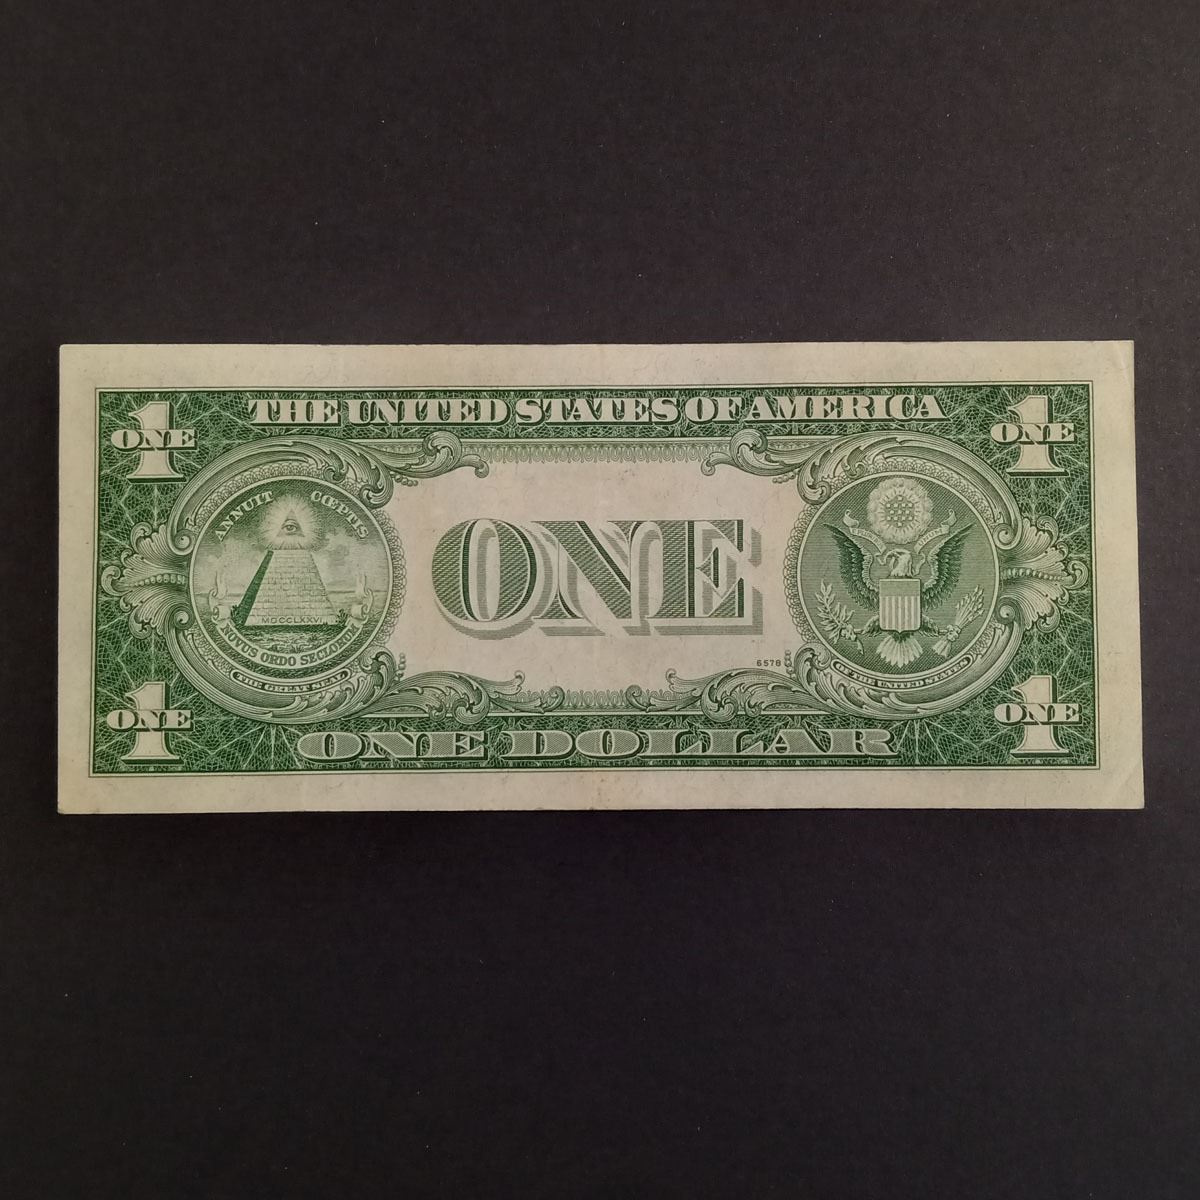 THE UNITED STATES OF AMERICA
1
ONE
1
ONE
ANNUIT CŒPTIS
MDCCLXXVI
NOVUS ORDO SECLORUM
THE GREAT SEAL
ONE
6578
OF THE UNITED STATES
1
ONE
1
ONE
ONE DOLLAR